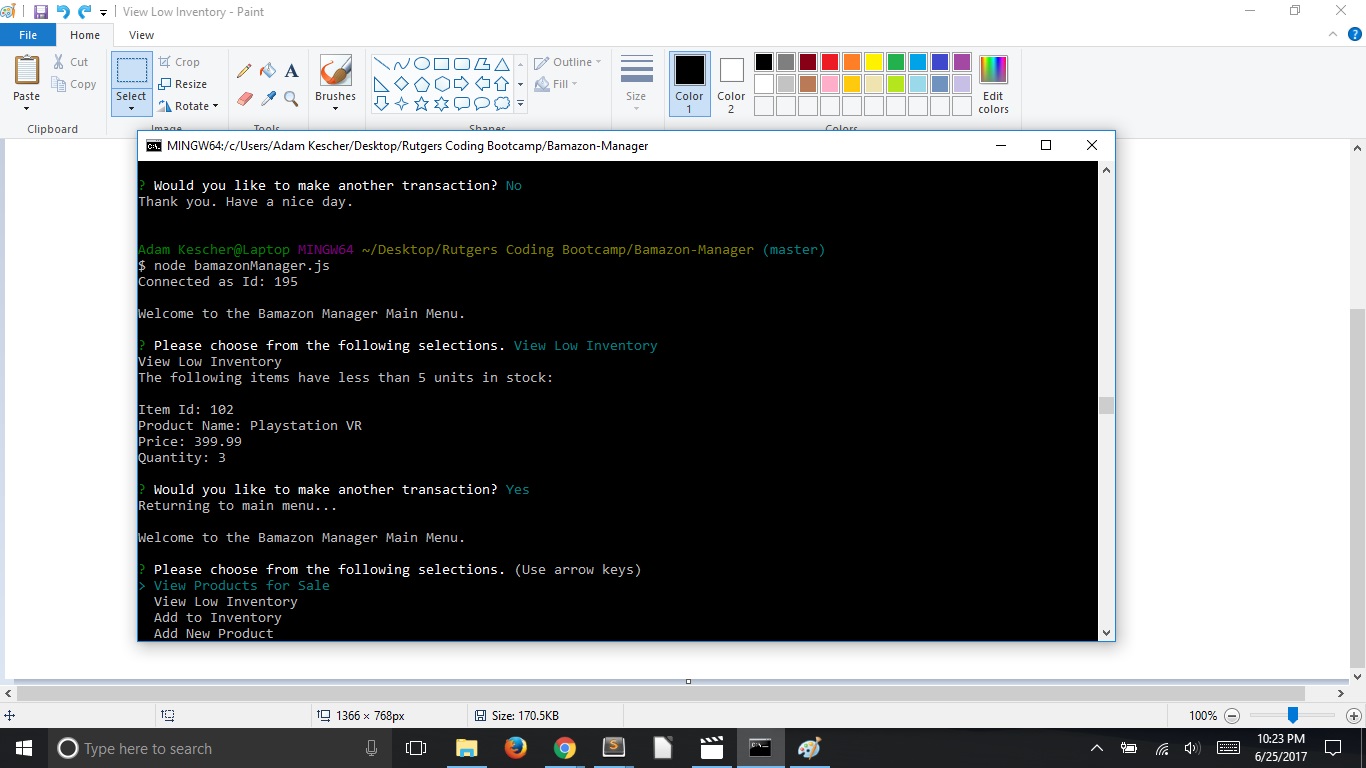 View Low Inventory - Paint
File Home View
Paste
Cut
Copy
Clipboard
Select
Crop
Resize
Rotate
Image
A
Tools
Brushes
Outline
Fill
Shapes
Size
Color 1
Color 2
Edit colors
Colors
MINGW64:/c/Users/Adam Kescher/Desktop/Rutgers Coding Bootcamp/Bamazon-Manager
? Would you like to make another transaction? No
Thank you. Have a nice day.
Adam Kescher@Laptop MINGW64 ~/Desktop/Rutgers Coding Bootcamp/Bamazon-Manager (master)
$ node bamazonManager.js
Connected as Id: 195
Welcome to the Bamazon Manager Main Menu.
? Please choose from the following selections. View Low Inventory
View Low Inventory
The following items have less than 5 units in stock:
Item Id: 102
Product Name: Playstation VR
Price: 399.99
Quantity: 3
? Would you like to make another transaction? Yes
Returning to main menu...
Welcome to the Bamazon Manager Main Menu.
? Please choose from the following selections. (Use arrow keys)
> View Products for Sale
View Low Inventory
Add to Inventory
Add New Product
1366 × 768px
Size: 170.5KB
100%
Type here to search
10:23 PM
6/25/2017